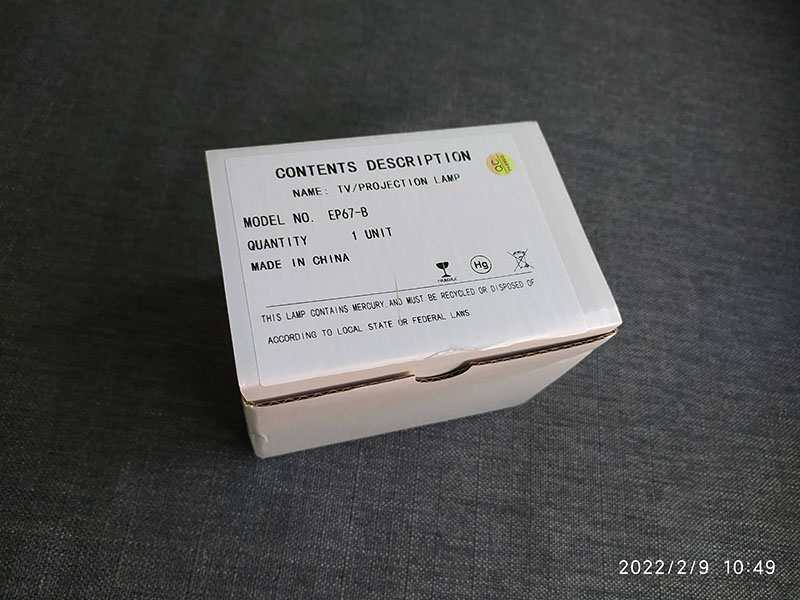 CONTENTS DESCRIPTION
NAME: TV/PROJECTION LAMP
MODEL NO. EP67-B
QUANTITY 1 UNIT
MADE IN CHINA
FRAGILE
Hg
THIS LAMP CONTAINS MERCURY,AND MUST BE RECYCLED OR DISPOSED OF
ACCORDING TO LOCAL STATE OR FEDERAL LAWS
QC
2022/2/9 10:49